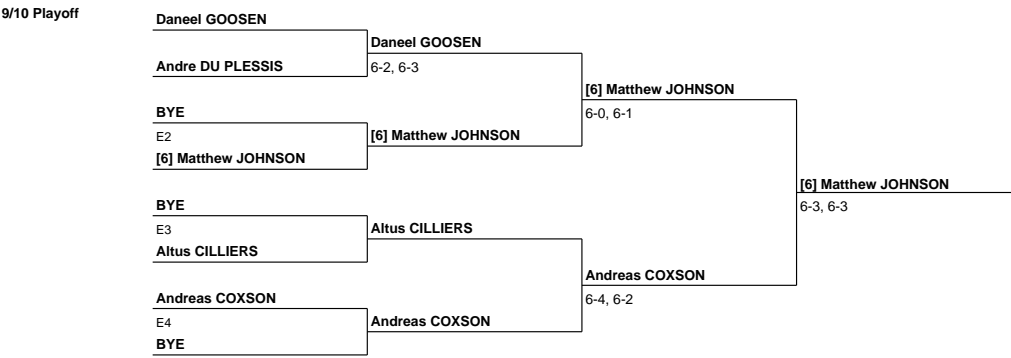 9/10 Playoff
Daneel GOOSEN
Daneel GOOSEN
Andre DU PLESSIS
6-2, 6-3
[6] Matthew JOHNSON
BYE
6-0, 6-1
E2
[6] Matthew JOHNSON
[6] Matthew JOHNSON
[6] Matthew JOHNSON
BYE
6-3, 6-3
E3
Altus CILLIERS
Altus CILLIERS
Andreas COXSON
Andreas COXSON
6-4, 6-2
E4
Andreas COXSON
BYE